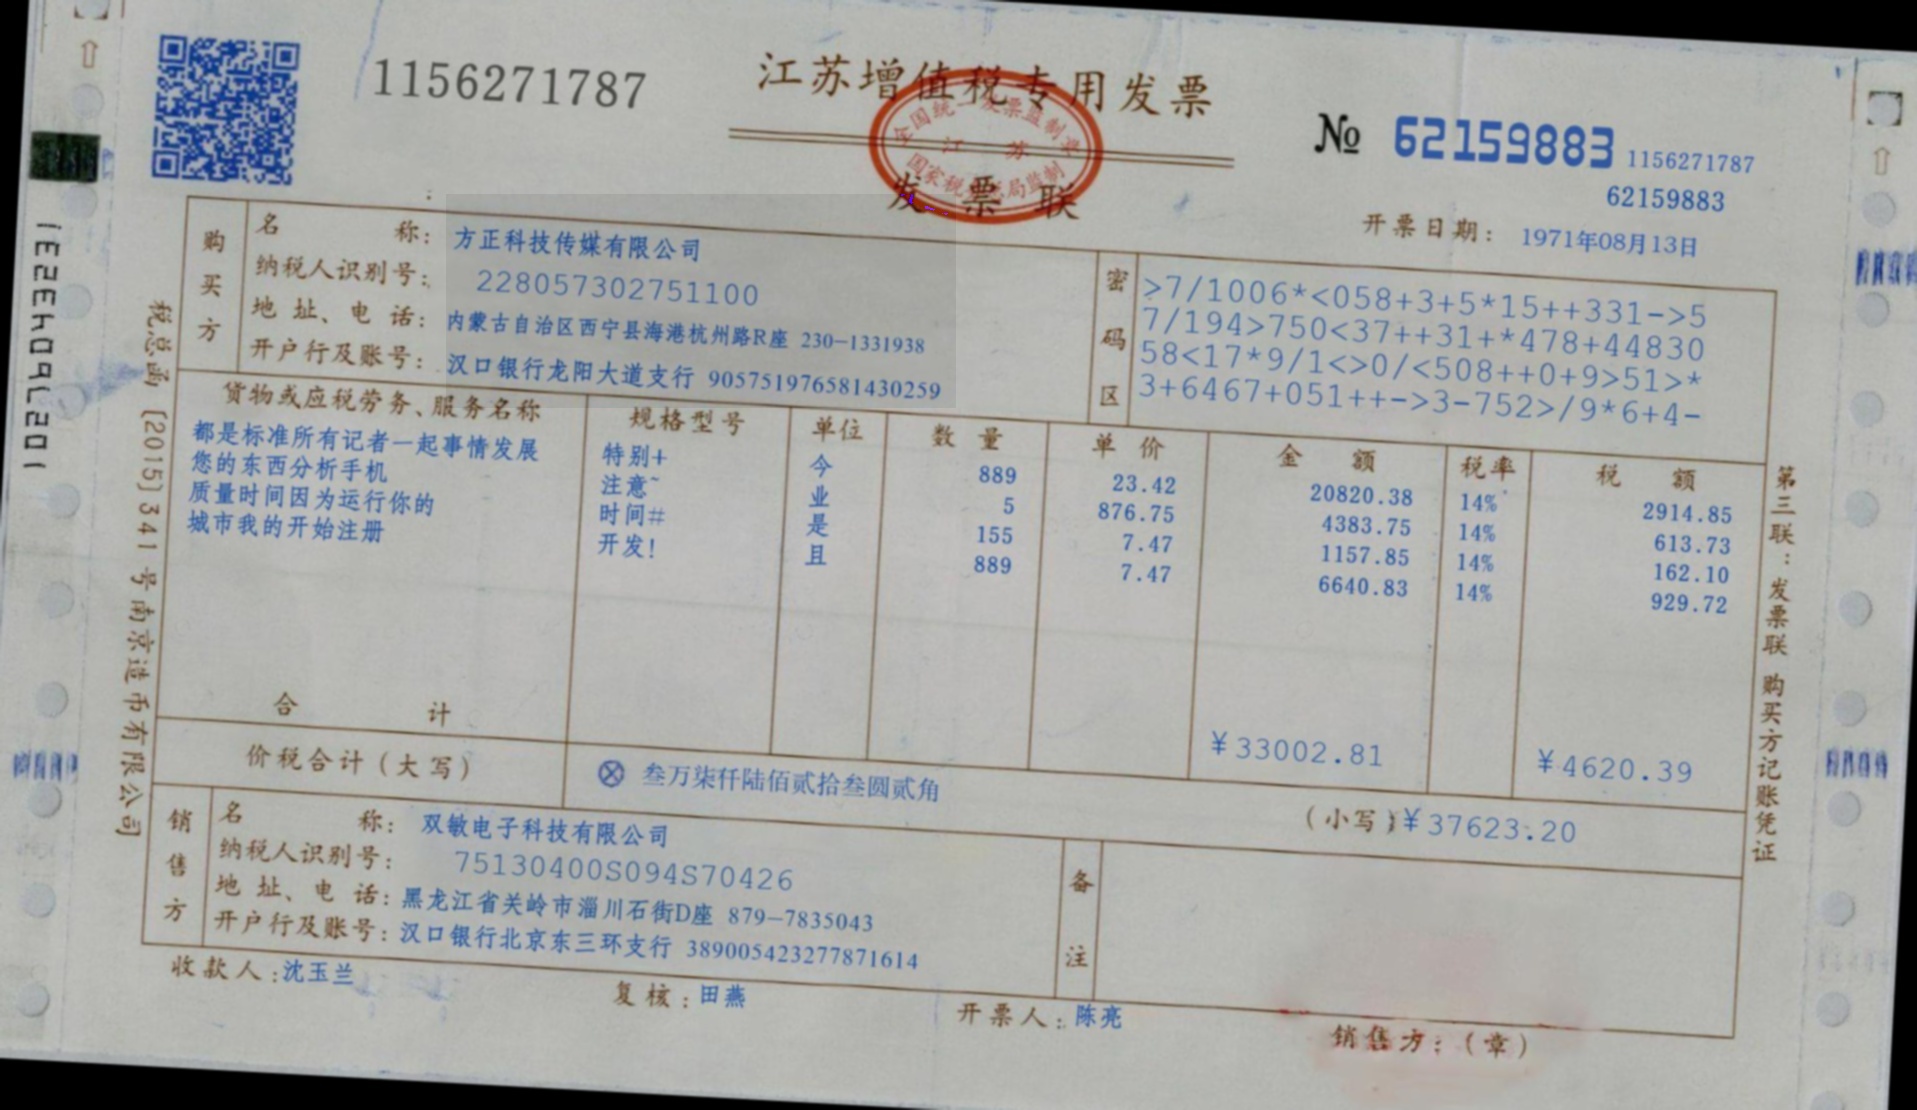 1156271787
江苏增值税专用发票
全国统一发票监制章
江 苏
国家税务总局监制
发 票 联
№ 62159883
1156271787
62159883
开票日期： 1971年08月13日
购买方
名 称： 方正科技传媒有限公司
纳税人识别号： 228057302751100
地 址、电 话： 内蒙古自治区西宁县海港杭州路R座 230-1331938
开户行及账号： 汉口银行龙阳大道支行 905751976581430259
密码区
>7/1006*<058+3+5*15++331->5
7/194>750<37++31+*478+44830
58<17*9/1<>0/<508++0+9>51>*
3+6467+051++->3-752>/9*6+4-
货物或应税劳务、服务名称 规格型号 单位 数 量 单 价 金 额 税率 税 额
都是标准所有记者一起事情发展 特别+ 今 889 23.42 20820.38 14% 2914.85
您的东西分析手机 注意~ 业 5 876.75 4383.75 14% 613.73
质量时间因为运行你的 时间# 是 155 7.47 1157.85 14% 162.10
城市我的开始注册 开发! 且 889 7.47 6640.83 14% 929.72
合 计 ¥33002.81 ¥4620.39
价税合计（大写） ⊗ 叁万柒仟陆佰贰拾叁圆贰角 （小写）¥37623.20
销售方
名 称： 双敏电子科技有限公司
纳税人识别号： 75130400S094S70426
地 址、电 话： 黑龙江省关岭市淄川石街D座 879-7835043
开户行及账号： 汉口银行北京东三环支行 389005423277871614
备注
收款人：沈玉兰 复核：田燕 开票人：陈亮 销售方：（章）
税总函〔2015〕341号南京造币有限公司
第三联：发票联 购买方记账凭证